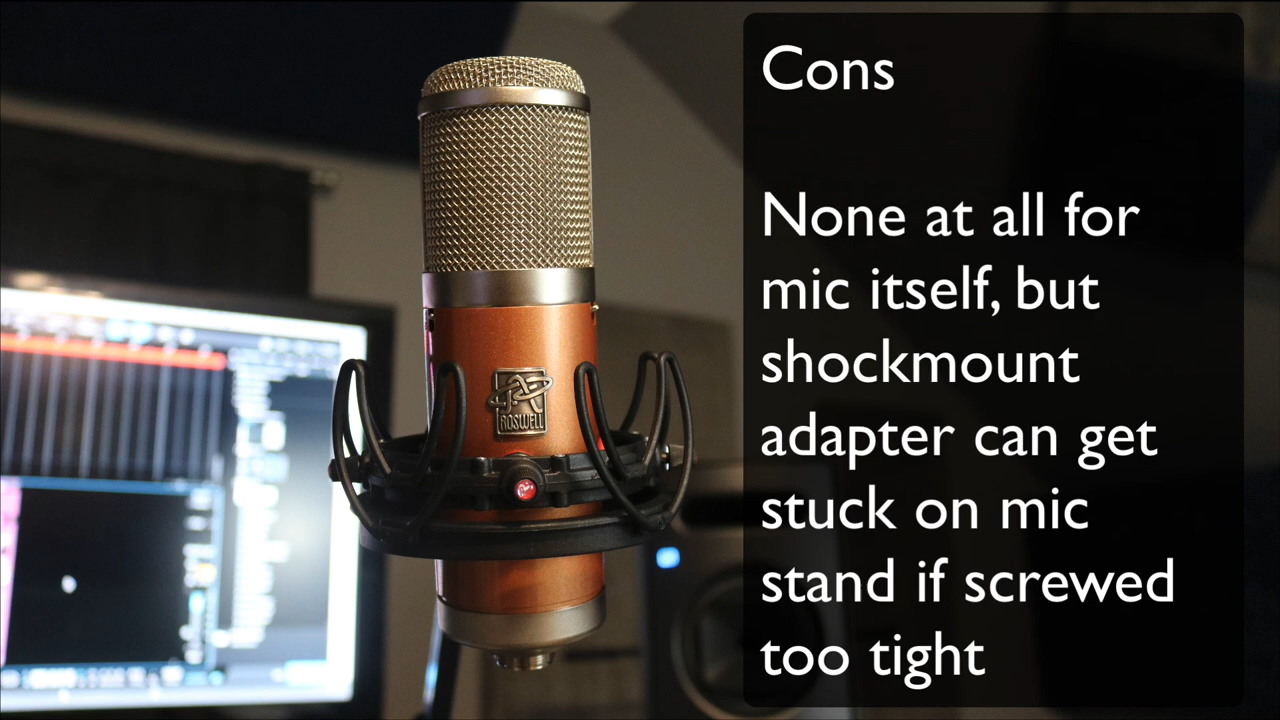 Cons
None at all for
mic itself, but
shockmount
adapter can get
stuck on mic
stand if screwed
too tight
ROSWELL